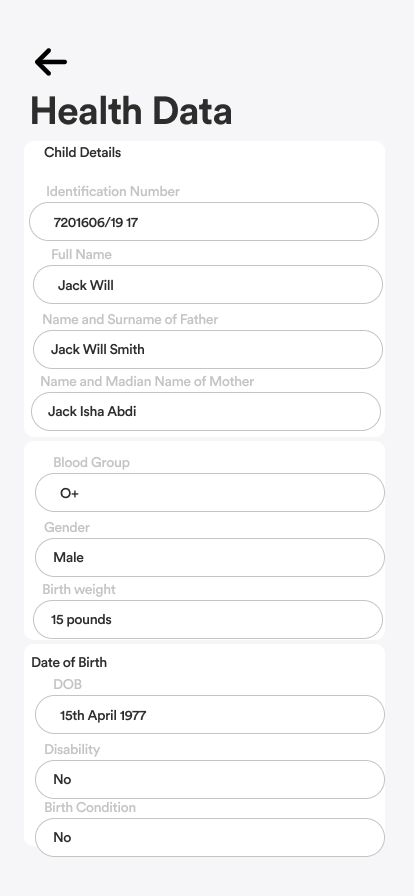 Health Data
Child Details
Identification Number
7201606/19 17
Full Name
Jack Will
Name and Surname of Father
Jack Will Smith
Name and Madian Name of Mother
Jack Isha Abdi
Blood Group
O+
Gender
Male
Birth weight
15 pounds
Date of Birth
DOB
15th April 1977
Disability
No
Birth Condition
No